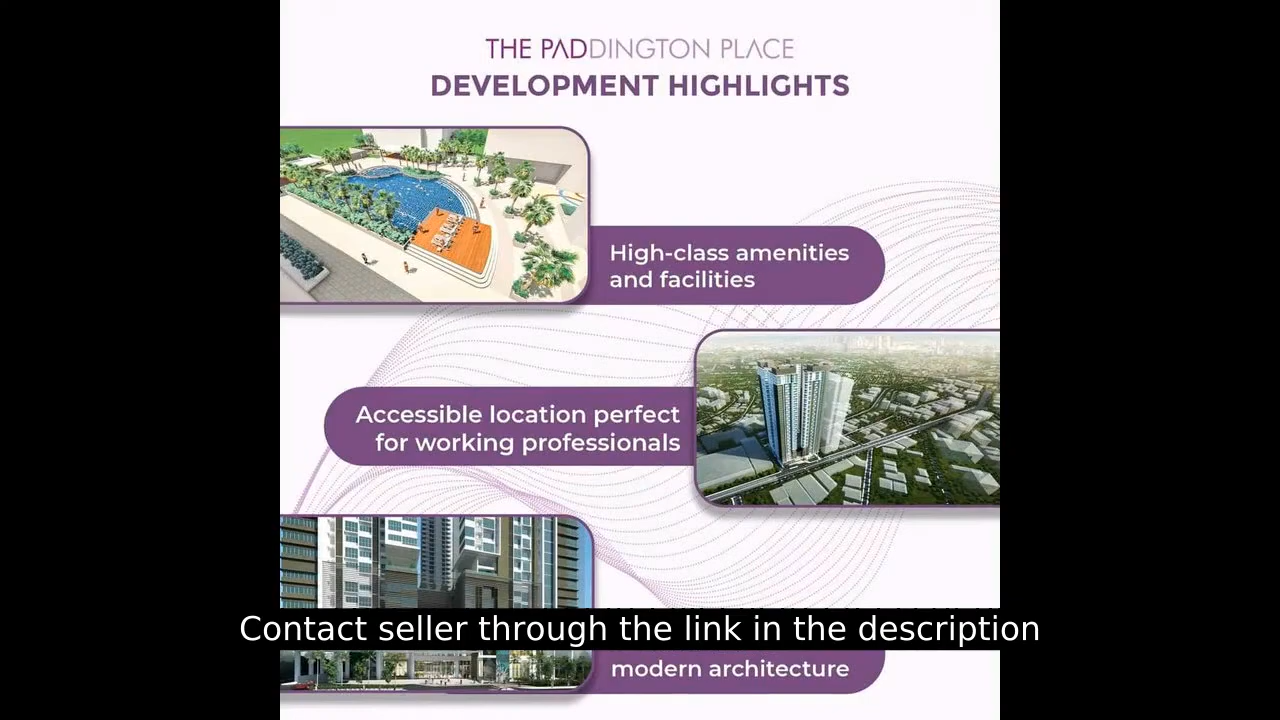 THE PADDINGTON PLACE
DEVELOPMENT HIGHLIGHTS
High-class amenities
and facilities
Accessible location perfect
for working professionals
Contact seller through the link in the description
modern architecture